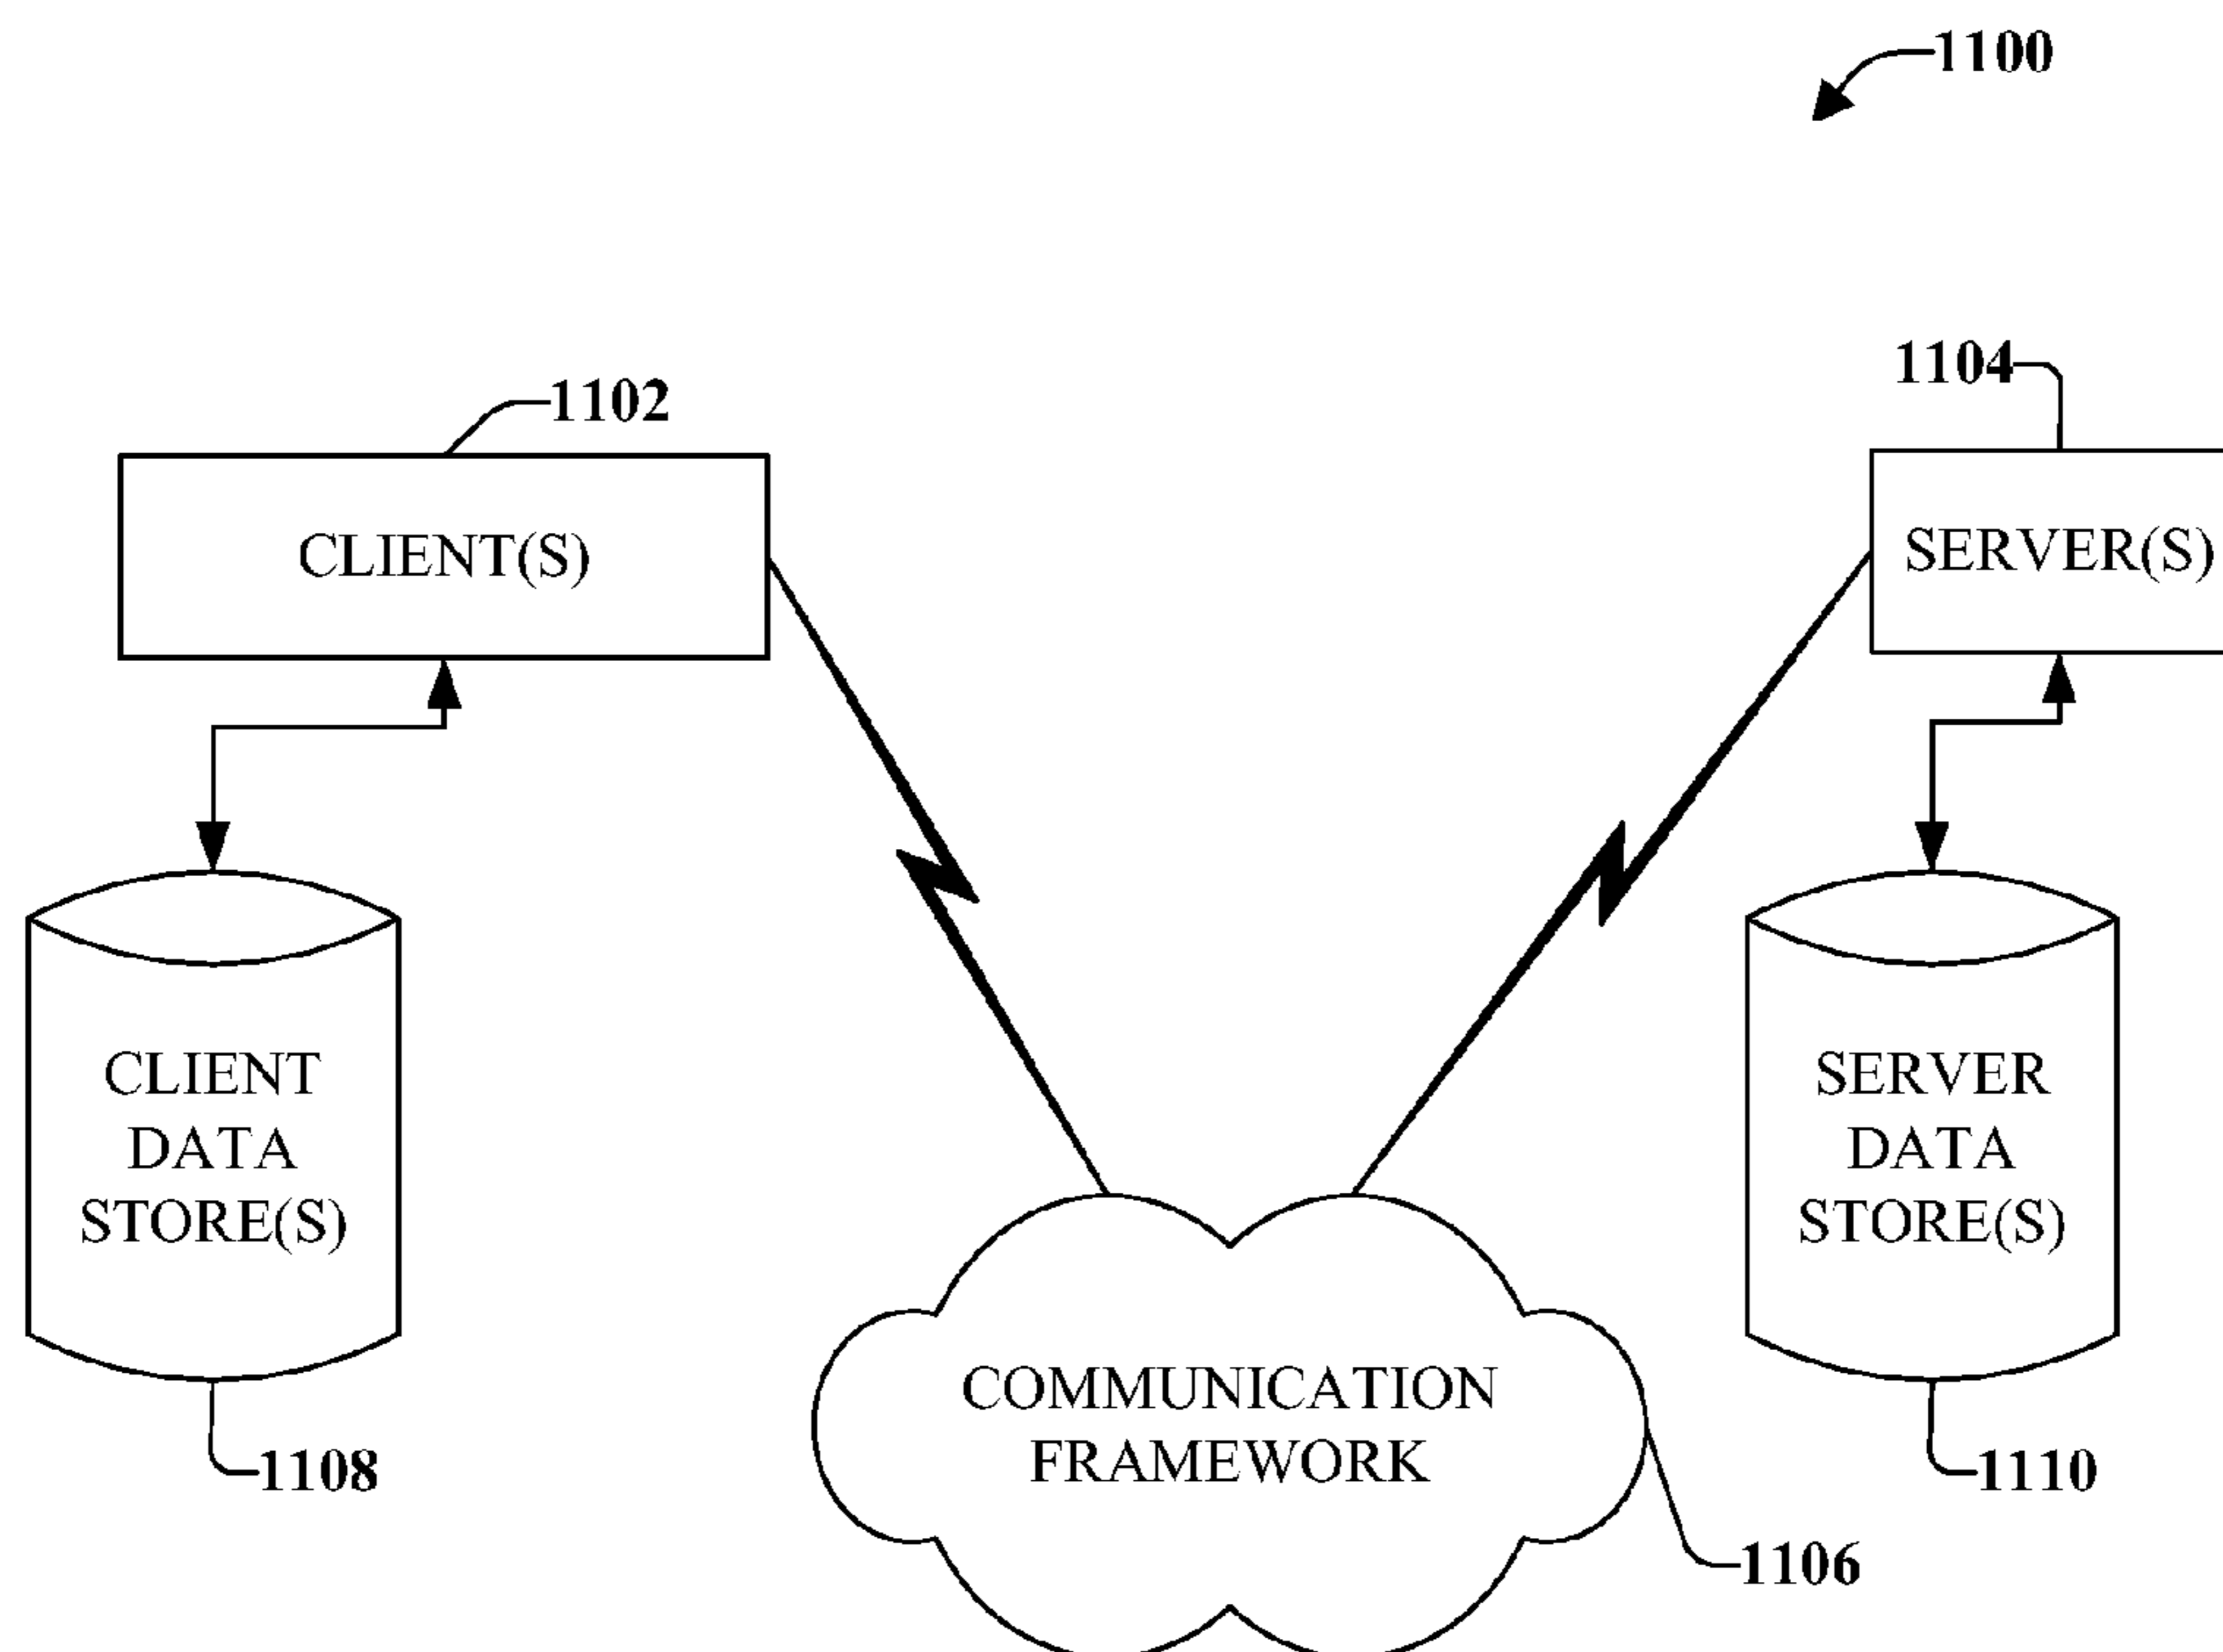 1100
1104
1102
CLIENT(S)
SERVER(S)
CLIENT
DATA
STORE(S)
SERVER
DATA
STORE(S)
COMMUNICATION
FRAMEWORK
1108
1110
1106